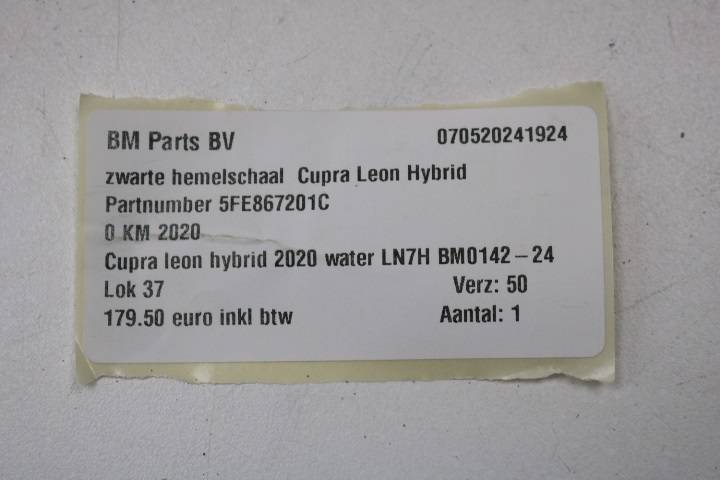 BM Parts BV 070520241924
zwarte hemelschaal Cupra Leon Hybrid
Partnumber 5FE867201C
0 KM 2020
Cupra leon hybrid 2020 water LN7H BM0142-24
Lok 37 Verz: 50
179.50 euro inkl btw Aantal: 1